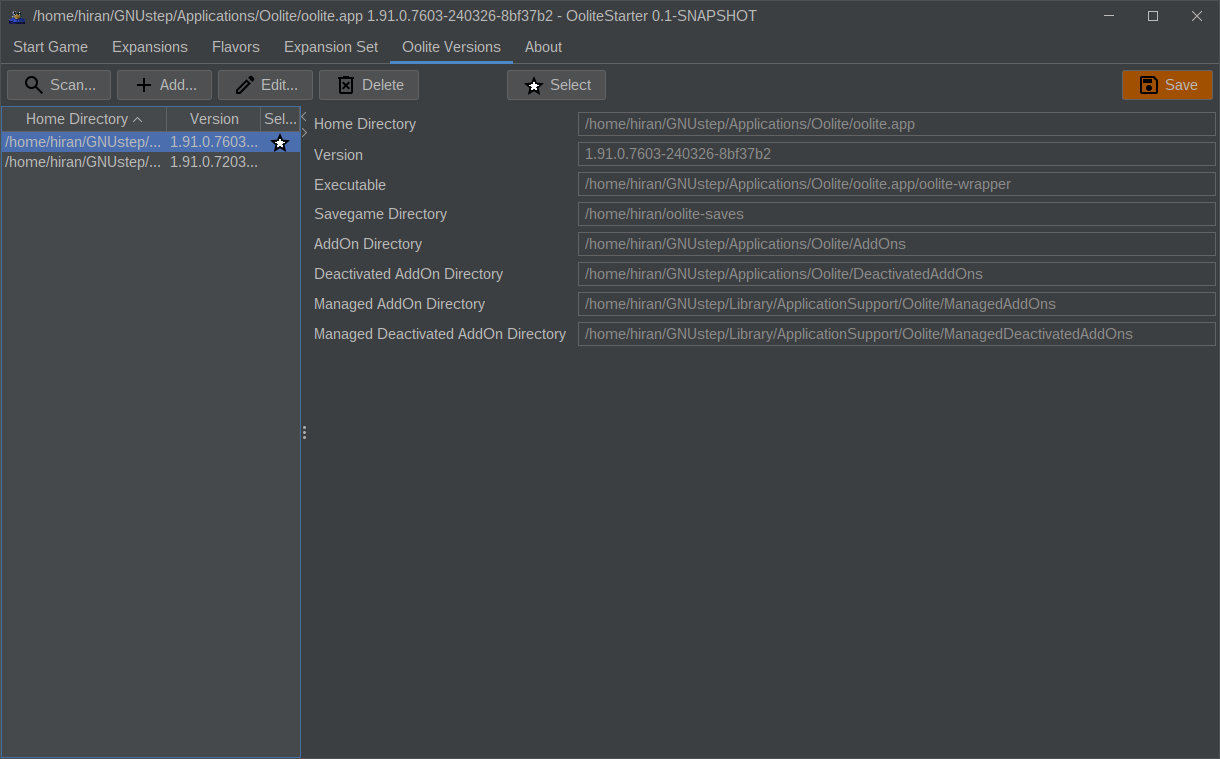 /home/hiran/GNUstep/Applications/Oolite/oolite.app 1.91.0.7603-240326-8bf37b2 - OoliteStarter 0.1-SNAPSHOT
Start Game Expansions Flavors Expansion Set Oolite Versions About
Scan... Add... Edit... Delete Select Save
Home Directory Version Sel...
/home/hiran/GNUstep/... 1.91.0.7603...
/home/hiran/GNUstep/... 1.91.0.7203...
Home Directory /home/hiran/GNUstep/Applications/Oolite/oolite.app
Version 1.91.0.7603-240326-8bf37b2
Executable /home/hiran/GNUstep/Applications/Oolite/oolite.app/oolite-wrapper
Savegame Directory /home/hiran/oolite-saves
AddOn Directory /home/hiran/GNUstep/Applications/Oolite/AddOns
Deactivated AddOn Directory /home/hiran/GNUstep/Applications/Oolite/DeactivatedAddOns
Managed AddOn Directory /home/hiran/GNUstep/Library/ApplicationSupport/Oolite/ManagedAddOns
Managed Deactivated AddOn Directory /home/hiran/GNUstep/Library/ApplicationSupport/Oolite/ManagedDeactivatedAddOns